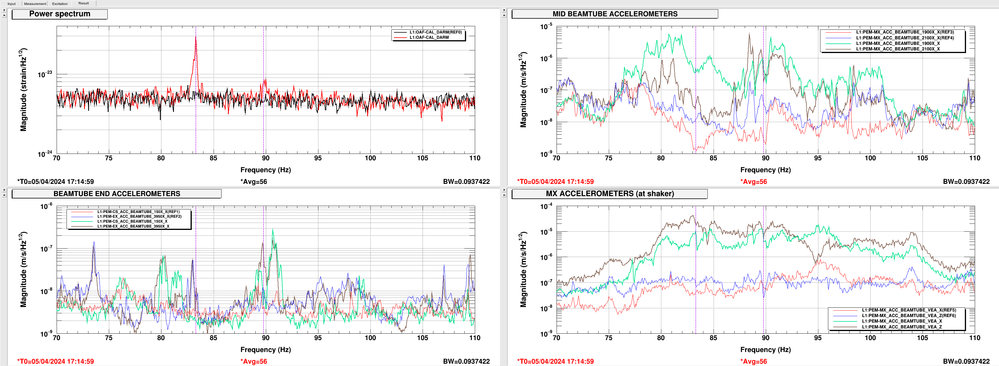 Input Measurement Excitation Result
Power spectrum
L1:OAF-CAL_DARM(REF0)
L1:OAF-CAL_DARM
Magnitude (strain/Hz^1/2)
10^−23
10^−24
70 75 80 85 90 95 100 105 110
Frequency (Hz)
*T0=05/04/2024 17:14:59 *Avg=56 BW=0.0937422
MID BEAMTUBE ACCELEROMETERS
L1:PEM-MX_ACC_BEAMTUBE_1900X_X(REF3)
L1:PEM-MX_ACC_BEAMTUBE_2100X_X(REF4)
L1:PEM-MX_ACC_BEAMTUBE_1900X_X
L1:PEM-MX_ACC_BEAMTUBE_2100X_X
Magnitude (m/s/Hz^1/2)
10^−5
10^−6
10^−7
10^−8
10^−9
70 75 80 85 90 95 100 105 110
Frequency (Hz)
*T0=05/04/2024 17:14:59 *Avg=56 BW=0.0937422
BEAMTUBE END ACCELEROMETERS
L1:PEM-CS_ACC_BEAMTUBE_150X_X(REF1)
L1:PEM-EX_ACC_BEAMTUBE_3950X_X(REF2)
L1:PEM-CS_ACC_BEAMTUBE_150X_X
L1:PEM-EX_ACC_BEAMTUBE_3950X_X
Magnitude (m/s/Hz^1/2)
10^−6
10^−7
10^−8
10^−9
70 75 80 85 90 95 100 105 110
Frequency (Hz)
*T0=05/04/2024 17:14:59 *Avg=56 BW=0.0937422
MX ACCELEROMETERS (at shaker)
L1:PEM-MX_ACC_BEAMTUBE_VEA_X(REF5)
L1:PEM-MX_ACC_BEAMTUBE_VEA_Z(REF6)
L1:PEM-MX_ACC_BEAMTUBE_VEA_X
L1:PEM-MX_ACC_BEAMTUBE_VEA_Z
Magnitude (m/s/Hz^1/2)
10^−4
10^−5
10^−6
10^−7
10^−8
10^−9
70 75 80 85 90 95 100 105 110
Frequency (Hz)
*T0=05/04/2024 17:14:59 *Avg=56 BW=0.0937422